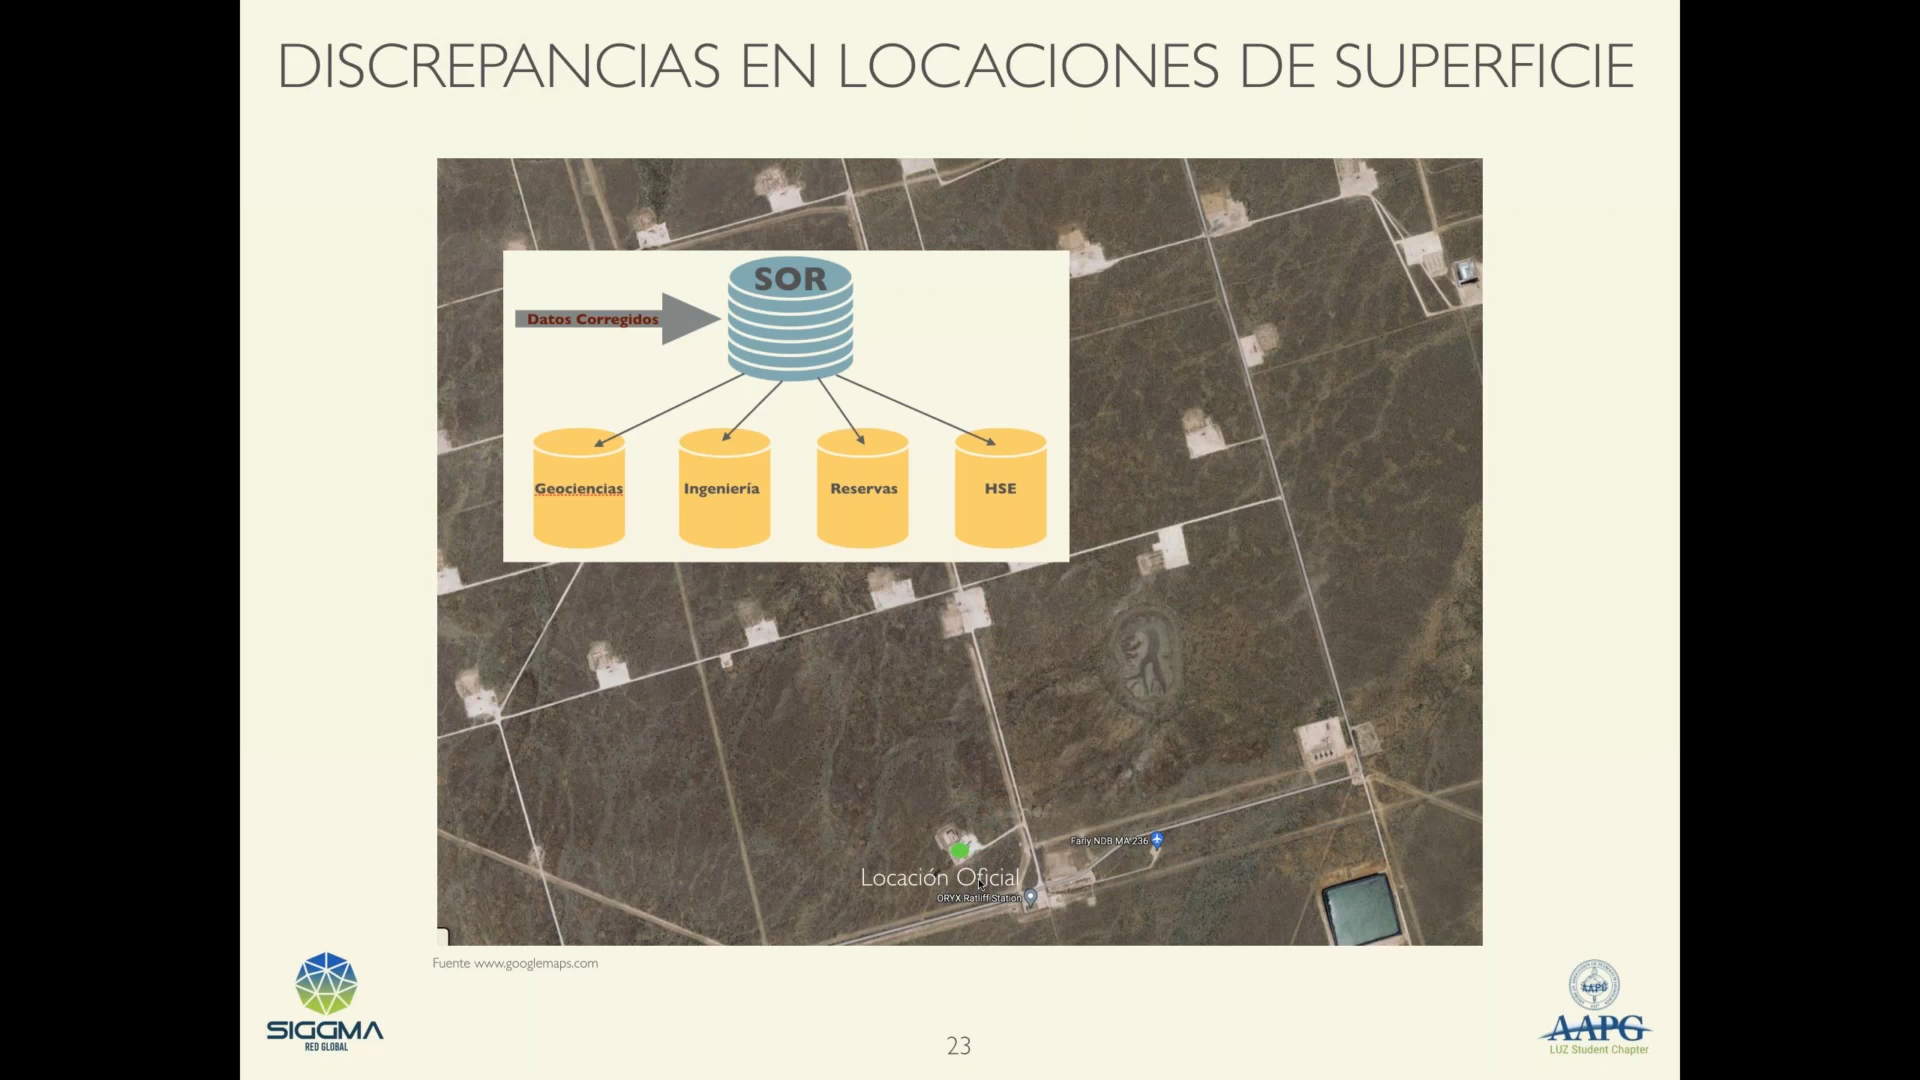 DISCREPANCIAS EN LOCACIONES DE SUPERFICIE
SOR
Datos Corregidos
Geociencias
Ingeniería
Reservas
HSE
Farly NDB MA 236
Locación Oficial
ORYX Ratliff Station
Fuente www.googlemaps.com
SIGGMA
RED GLOBAL
23
AAPG
AAPG
LUZ Student Chapter